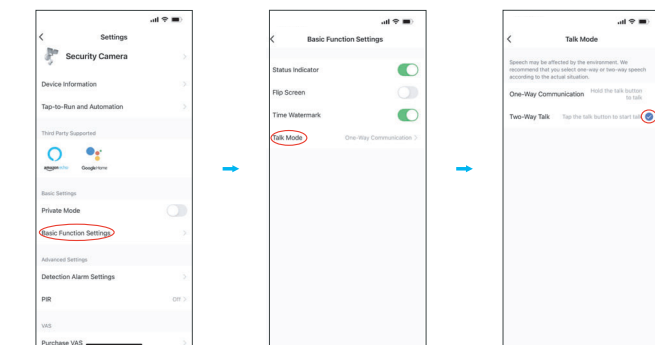 Settings
Security Camera
Device Information
Tap-to-Run and Automation
Third Party Supported
amazon echo
Google Home
Basic Settings
Private Mode
Basic Function Settings
Advanced Settings
Detection Alarm Settings
PIR Off
VAS
Purchase VAS
Basic Function Settings
Status Indicator
Flip Screen
Time Watermark
Talk Mode One-Way Communication
Talk Mode
Speech may be affected by the environment. We
recommend that you select one-way or two-way speech
according to the actual situation.
One-Way Communication Hold the talk button
to talk
Two-Way Talk Tap the talk button to start talk